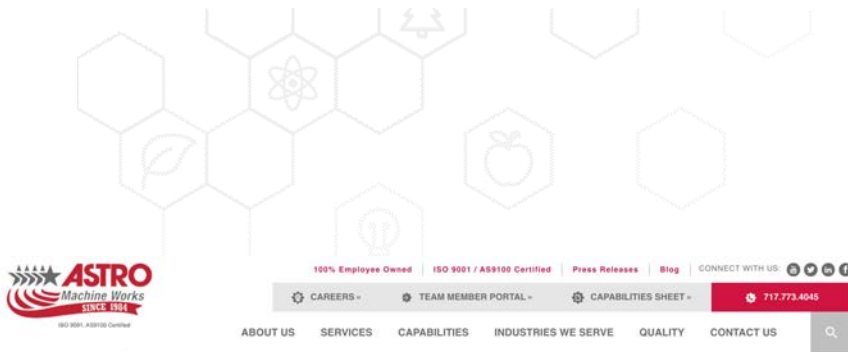 ASTRO
Machine Works
SINCE 1984
ISO 9001, AS9100 Certified
100% Employee Owned | ISO 9001 / AS9100 Certified | Press Releases | Blog | CONNECT WITH US:
CAREERS » TEAM MEMBER PORTAL » CAPABILITIES SHEET » 717.773.4045
ABOUT US SERVICES CAPABILITIES INDUSTRIES WE SERVE QUALITY CONTACT US